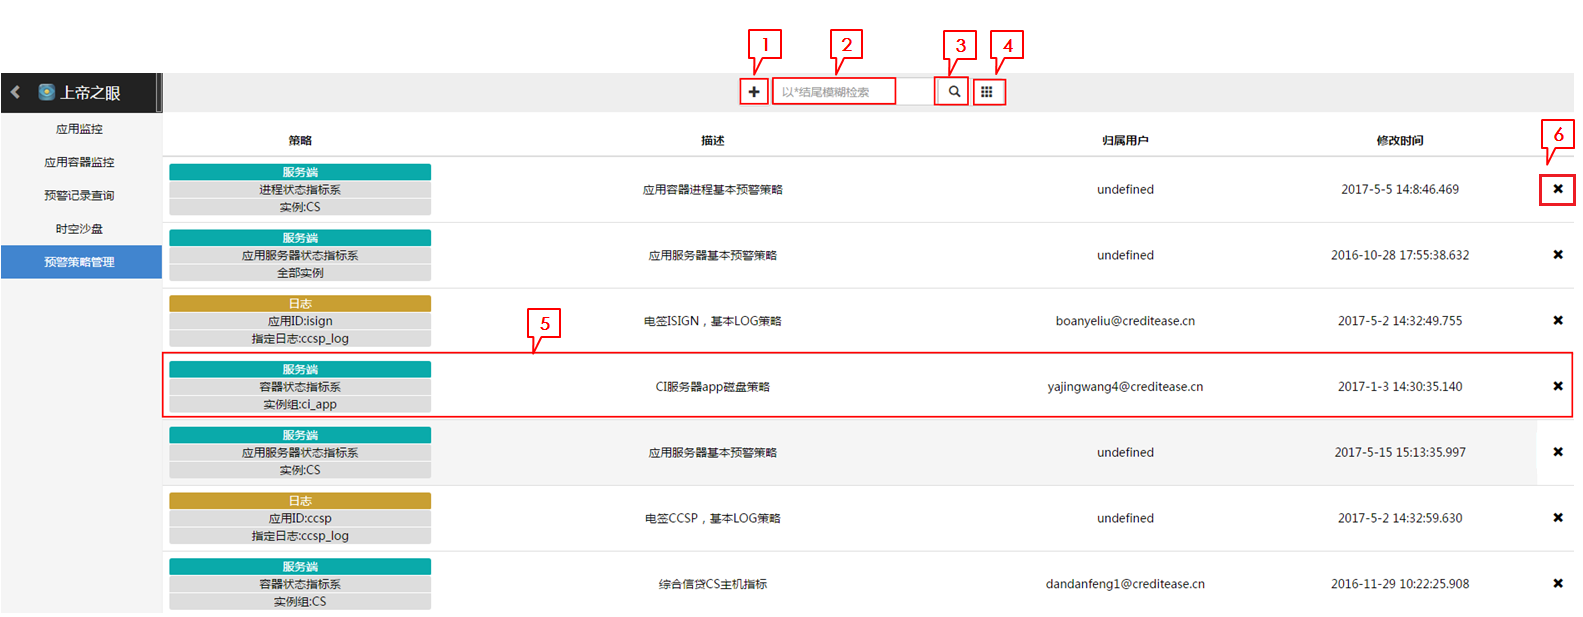 1 2 3 4
上帝之眼
以*结尾模糊检索
应用监控
应用容器监控
预警记录查询
时空沙盘
预警策略管理
策略 描述 归属用户 修改时间
6
服务端
进程状态指标系
实例:CS
应用容器进程基本预警策略 undefined 2017-5-5 14:8:46.469
服务端
应用服务器状态指标系
全部实例
应用服务器基本预警策略 undefined 2016-10-28 17:55:38.632
日志
应用ID:isign
指定日志:ccsp_log
电签ISIGN，基本LOG策略 boanyeliu@creditease.cn 2017-5-2 14:32:49.755
5
服务端
容器状态指标系
实例组:ci_app
CI服务器app磁盘策略 yajingwang4@creditease.cn 2017-1-3 14:30:35.140
服务端
应用服务器状态指标系
实例:CS
应用服务器基本预警策略 undefined 2017-5-15 15:13:35.997
日志
应用ID:ccsp
指定日志:ccsp_log
电签CCSP，基本LOG策略 undefined 2017-5-2 14:32:59.630
服务端
容器状态指标系
实例组:CS
综合信贷CS主机指标 dandanfeng1@creditease.cn 2016-11-29 10:22:25.908